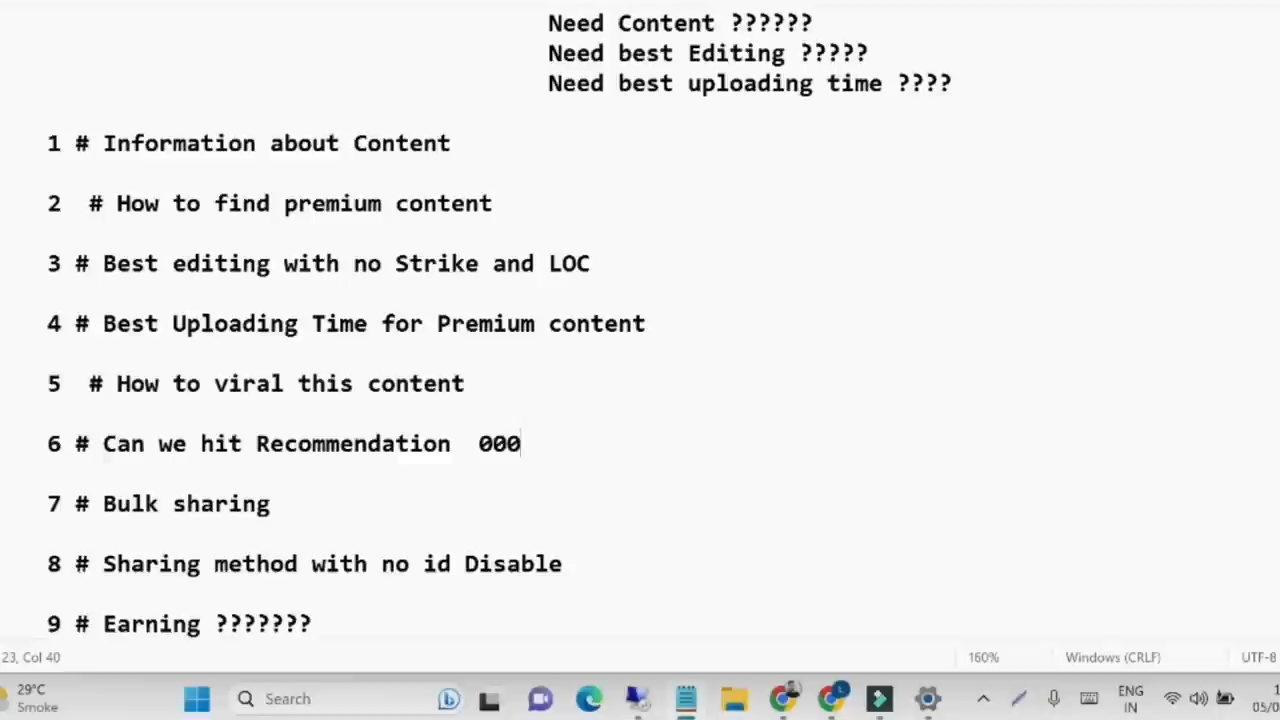 Need Content ??????
Need best Editing ?????
Need best uploading time ????
1 # Information about Content
2 # How to find premium content
3 # Best editing with no Strike and LOC
4 # Best Uploading Time for Premium content
5 # How to viral this content
6 # Can we hit Recommendation 000
7 # Bulk sharing
8 # Sharing method with no id Disable
9 # Earning ???????
23, Col 40
160%
Windows (CRLF)
UTF-8
29°C
Smoke
Search
ENG
IN
05/0